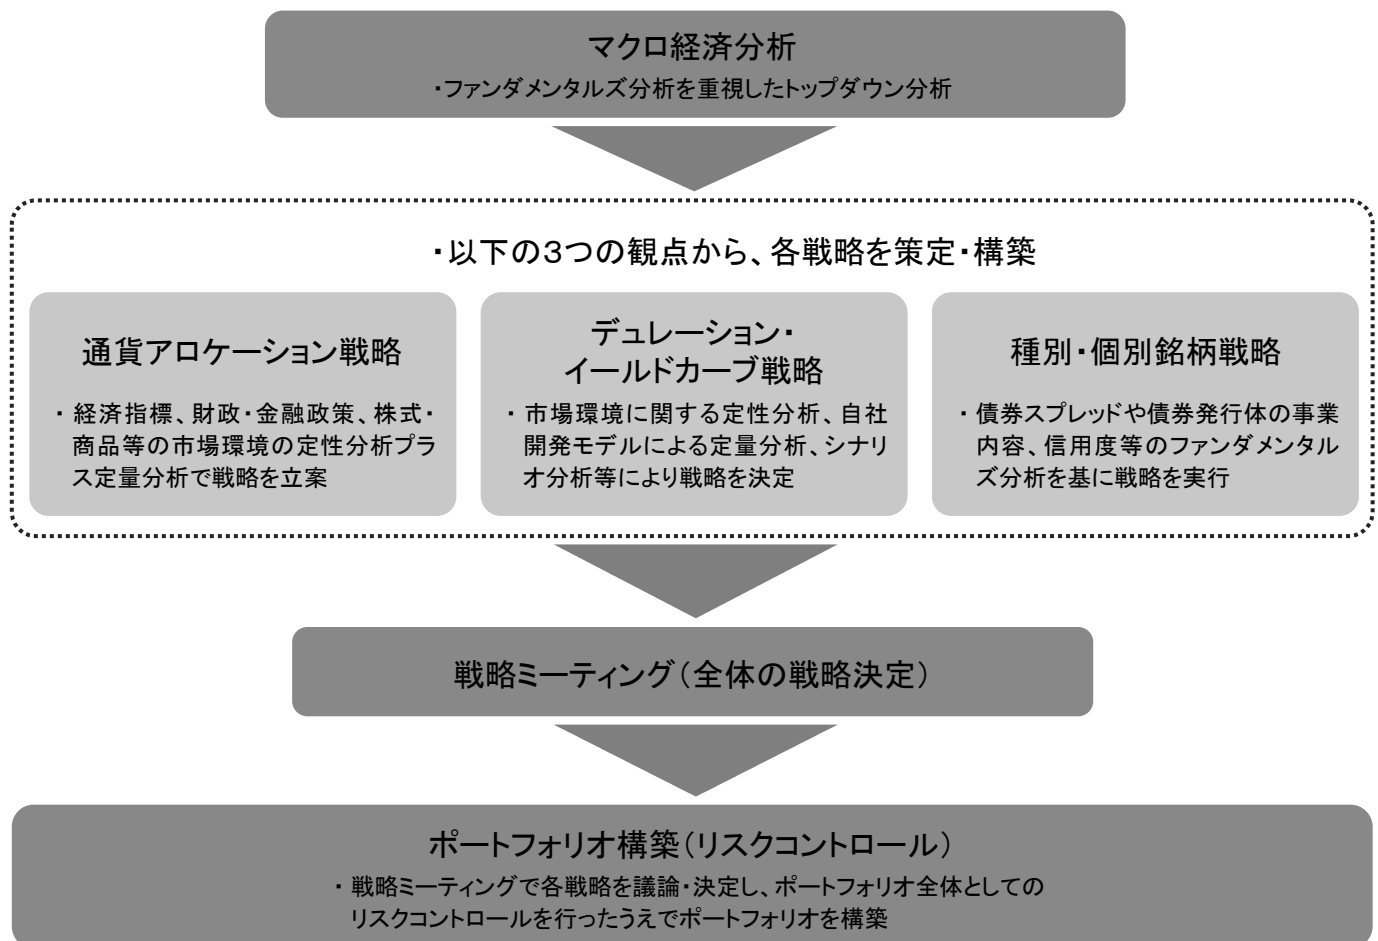 マクロ経済分析
・ファンダメンタルズ分析を重視したトップダウン分析
・以下の3つの観点から、各戦略を策定・構築
通貨アロケーション戦略
・ 経済指標、財政・金融政策、株式・
商品等の市場環境の定性分析プラ
ス定量分析で戦略を立案
デュレーション・
イールドカーブ戦略
・ 市場環境に関する定性分析、自社
開発モデルによる定量分析、シナリ
オ分析等により戦略を決定
種別・個別銘柄戦略
・ 債券スプレッドや債券発行体の事業
内容、信用度等のファンダメンタル
ズ分析を基に戦略を実行
戦略ミーティング(全体の戦略決定)
ポートフォリオ構築(リスクコントロール)
・ 戦略ミーティングで各戦略を議論・決定し、ポートフォリオ全体としての
リスクコントロールを行ったうえでポートフォリオを構築